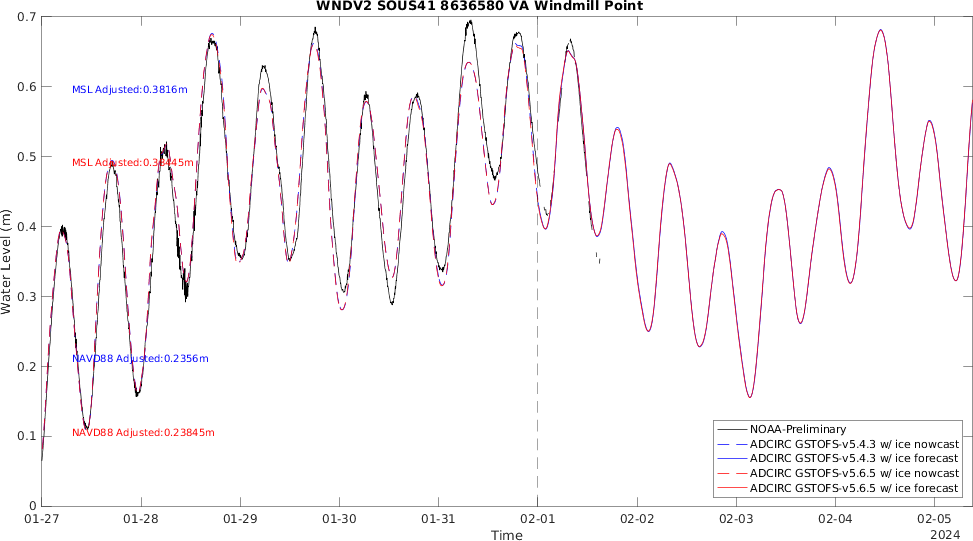 WNDV2 SOUS41 8636580 VA Windmill Point
0.7
0.6
0.5
0.4
0.3
0.2
0.1
0
Water Level (m)
MSL Adjusted:0.3816m
MSL Adjusted:0.38445m
NAVD88 Adjusted:0.2356m
NAVD88 Adjusted:0.23845m
NOAA-Preliminary
ADCIRC GSTOFS-v5.4.3 w/ ice nowcast
ADCIRC GSTOFS-v5.4.3 w/ ice forecast
ADCIRC GSTOFS-v5.6.5 w/ ice nowcast
ADCIRC GSTOFS-v5.6.5 w/ ice forecast
01-27 01-28 01-29 01-30 01-31 02-01 02-02 02-03 02-04 02-05
Time 2024